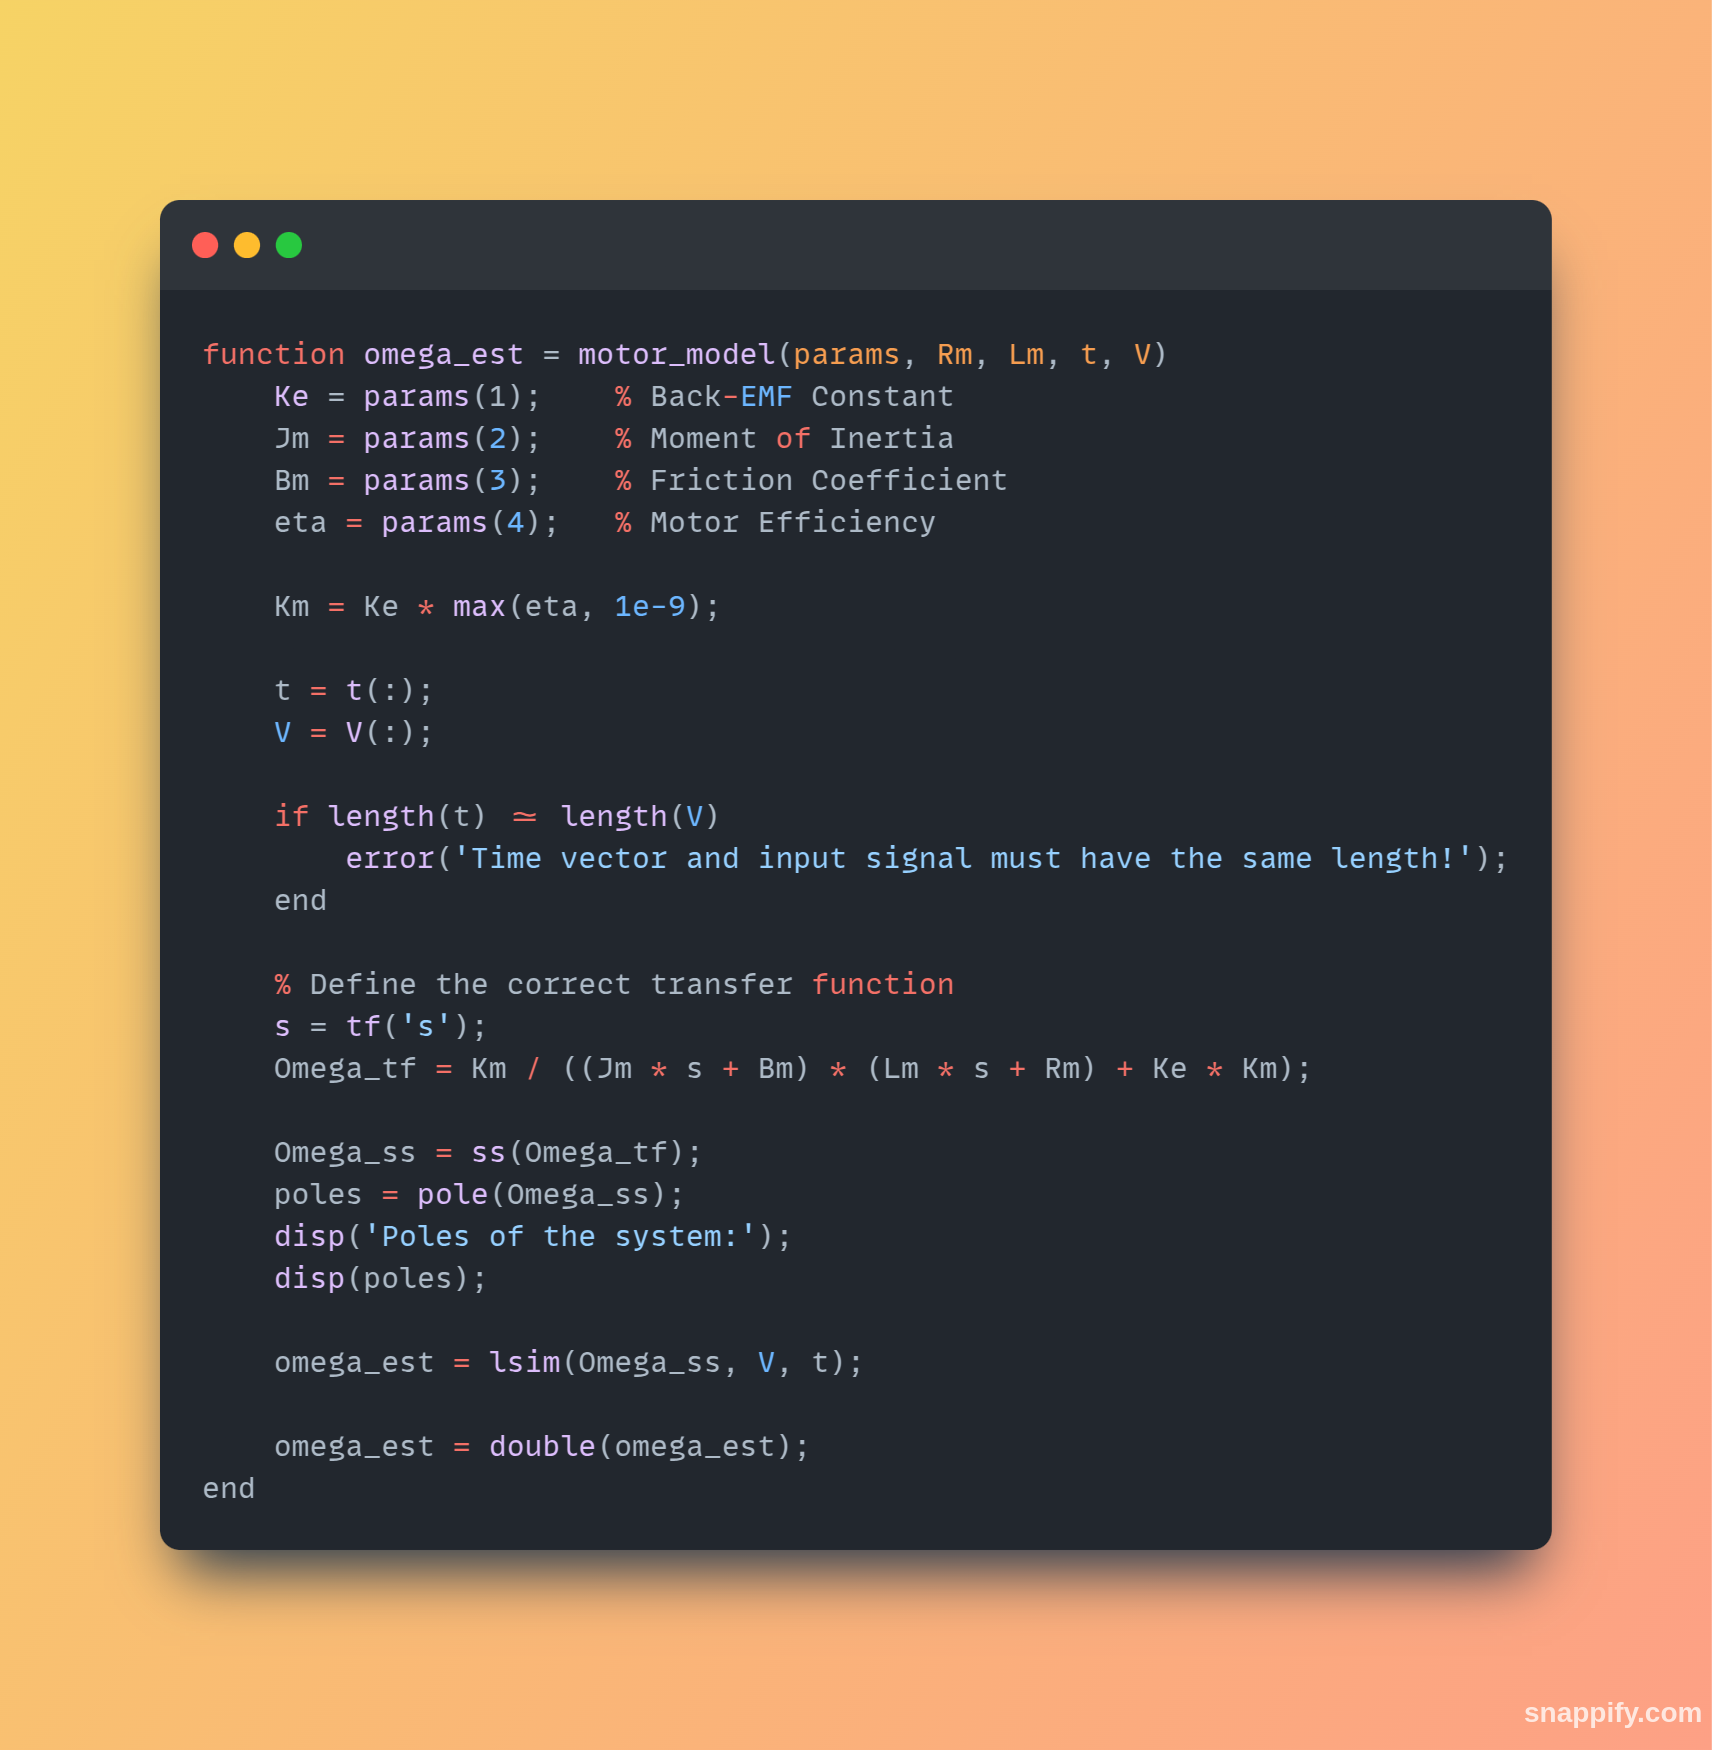 function omega_est = motor_model(params, Rm, Lm, t, V)
    Ke = params(1);    % Back-EMF Constant
    Jm = params(2);    % Moment of Inertia
    Bm = params(3);    % Friction Coefficient
    eta = params(4);   % Motor Efficiency

    Km = Ke * max(eta, 1e-9);

    t = t(:);
    V = V(:);

    if length(t) ~= length(V)
        error('Time vector and input signal must have the same length!');
    end

    % Define the correct transfer function
    s = tf('s');
    Omega_tf = Km / ((Jm * s + Bm) * (Lm * s + Rm) + Ke * Km);

    Omega_ss = ss(Omega_tf);
    poles = pole(Omega_ss);
    disp('Poles of the system:');
    disp(poles);

    omega_est = lsim(Omega_ss, V, t);

    omega_est = double(omega_est);
end
snappify.com